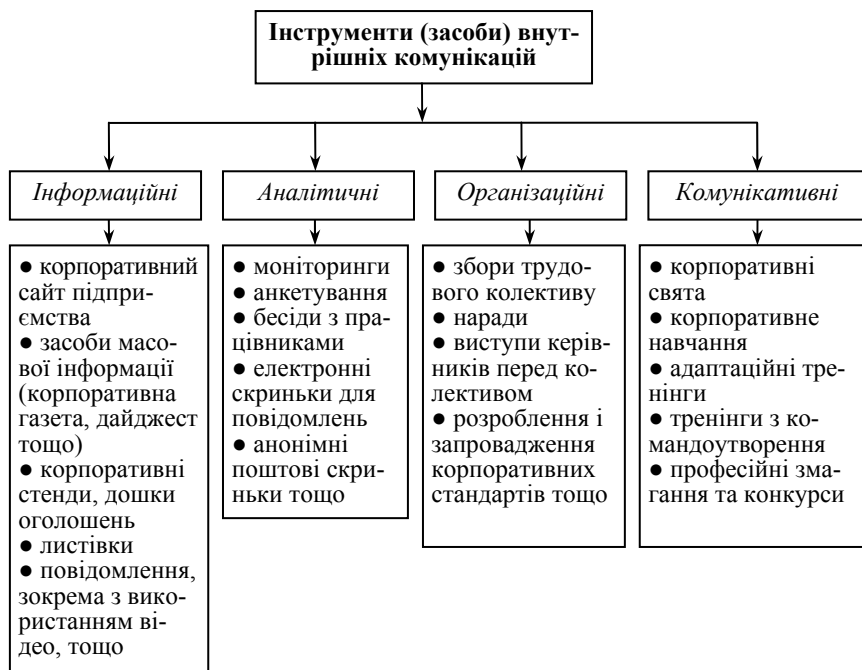 Інструменти (засоби) внут-
рішніх комунікацій
Інформаційні
● корпоративний
сайт підпри-
ємства
● засоби масо-
вої інформації
(корпоративна
газета, дайджест
тощо)
● корпоративні
стенди, дошки
оголошень
● листівки
● повідомлення,
зокрема з вико-
ристанням ві-
део, тощо
Аналітичні
● моніторинги
● анкетування
● бесіди з пра-
цівниками
● електронні
скриньки для
повідомлень
● анонімні
поштові скри-
ньки тощо
Організаційні
● збори трудо-
вого колективу
● наради
● виступи керів-
ників перед ко-
лективом
● розроблення і
запровадження
корпоративних
стандартів тощо
Комунікативні
● корпоративні
свята
● корпоративне
навчання
● адаптаційні тре-
нінги
● тренінги з ко-
мандоутворення
● професійні зма-
гання та конкурси